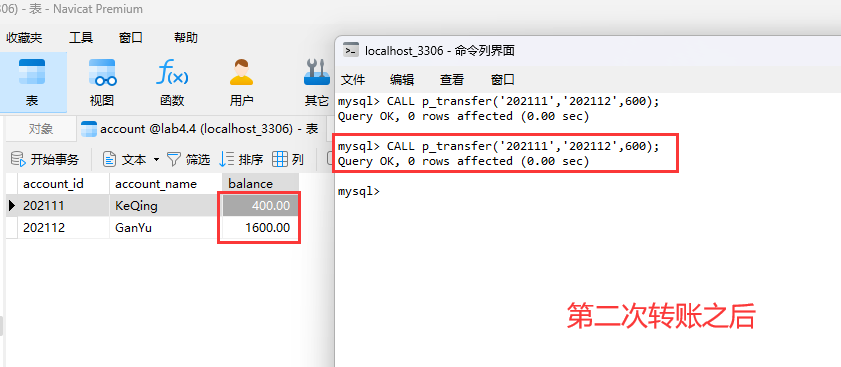 06) - 表 - Navicat Premium
收藏夹 工具 窗口 帮助
表 视图 f(x) 函数 用户 其它
对象 account @lab4.4 (localhost_3306) - 表
开始事务 文本 筛选 排序 列
account_id account_name balance
202111 KeQing 400.00
202112 GanYu 1600.00
localhost_3306 - 命令列界面
文件 编辑 查看 窗口
mysql> CALL p_transfer('202111','202112',600);
Query OK, 0 rows affected (0.00 sec)
mysql> CALL p_transfer('202111','202112',600);
Query OK, 0 rows affected (0.00 sec)
mysql>
第二次转账之后